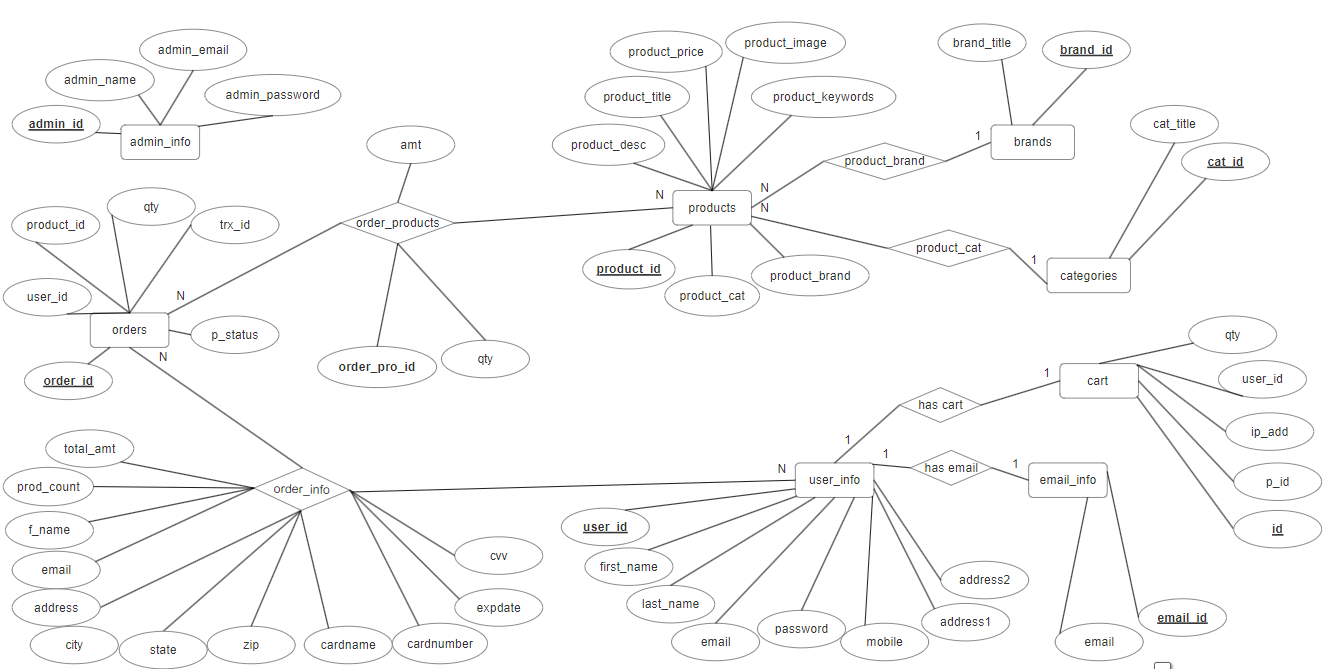 admin_email
admin_name
admin_password
admin_id
admin_info
product_price
product_image
product_title
product_keywords
product_desc
products
product_id
product_cat
product_brand
brand_title
brand_id
brands
product_brand
1
N
N
N
cat_title
cat_id
categories
product_cat
1
amt
order_products
order_pro_id
qty
N
product_id
qty
trx_id
user_id
orders
p_status
order_id
N
total_amt
prod_count
f_name
email
address
city
state
zip
cardname
cardnumber
expdate
cvv
order_info
N
user_info
user_id
first_name
last_name
email
password
mobile
address1
address2
1
has cart
1
cart
qty
user_id
ip_add
p_id
id
1
has email
1
email_info
email
email_id